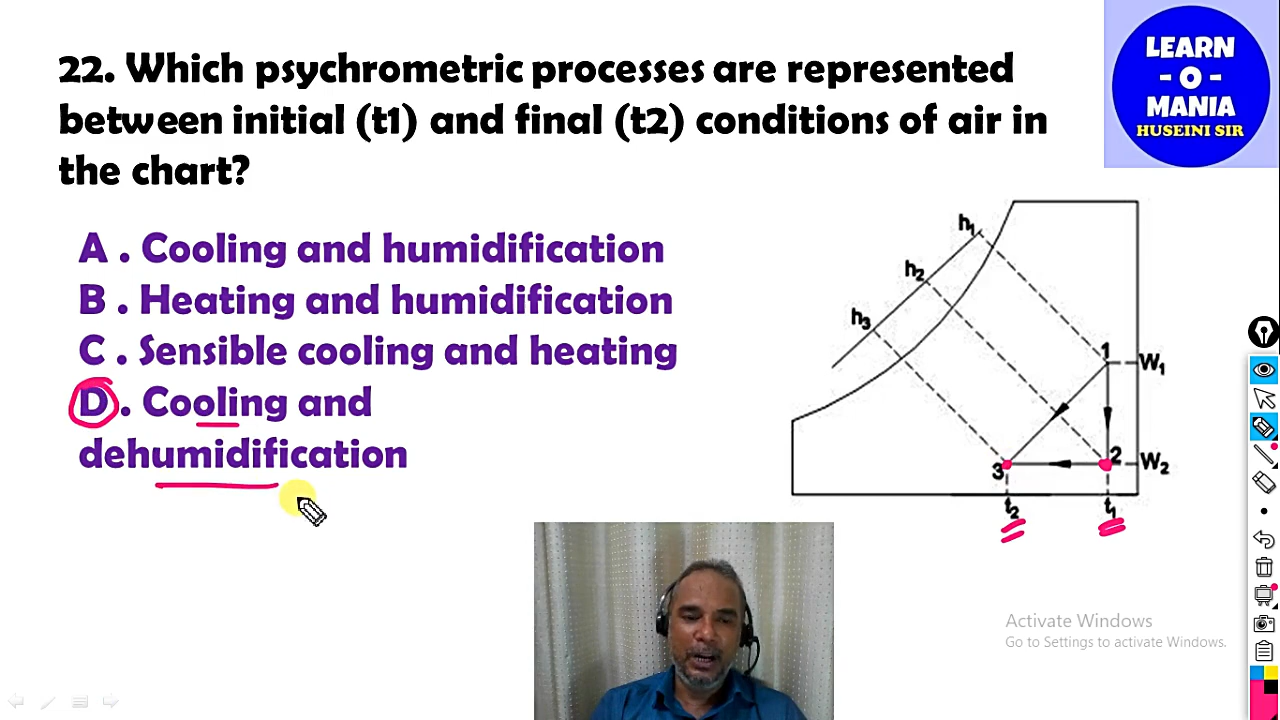 22. Which psychrometric processes are represented
between initial (t1) and final (t2) conditions of air in
the chart?
LEARN
- O -
MANIA
HUSEINI SIR
A . Cooling and humidification
B . Heating and humidification
C . Sensible cooling and heating
D . Cooling and
dehumidification
h₁
h₂
h₃
1
W₁
3
2
W₂
t₂
t₁
Activate Windows
Go to Settings to activate Windows.